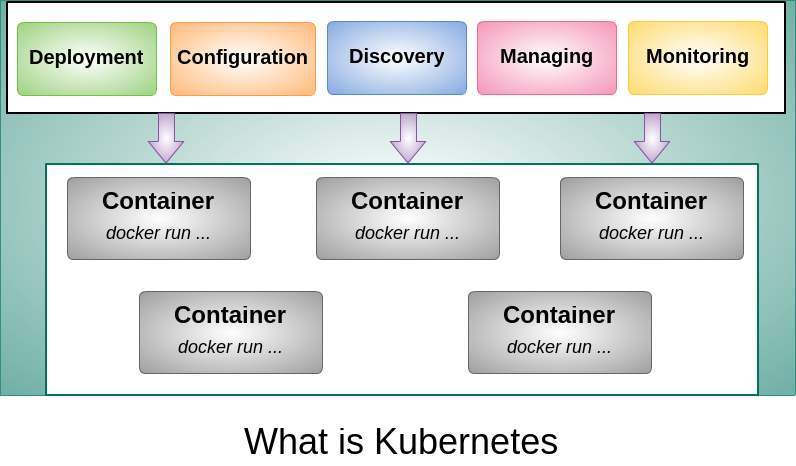 Deployment
Configuration
Discovery
Managing
Monitoring
Container
docker run ...
Container
docker run ...
Container
docker run ...
Container
docker run ...
Container
docker run ...
What is Kubernetes